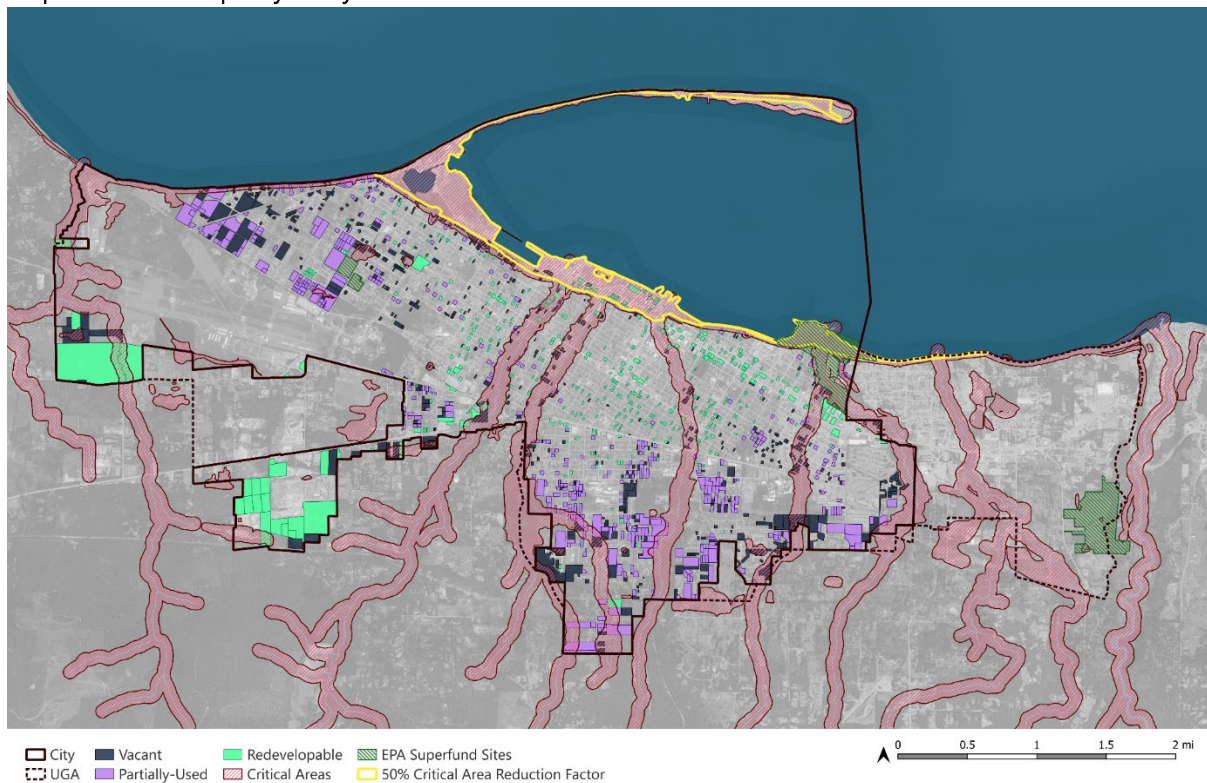 City Vacant Redevelopable EPA Superfund Sites
UGA Partially-Used Critical Areas 50% Critical Area Reduction Factor
0 0.5 1 1.5 2 mi